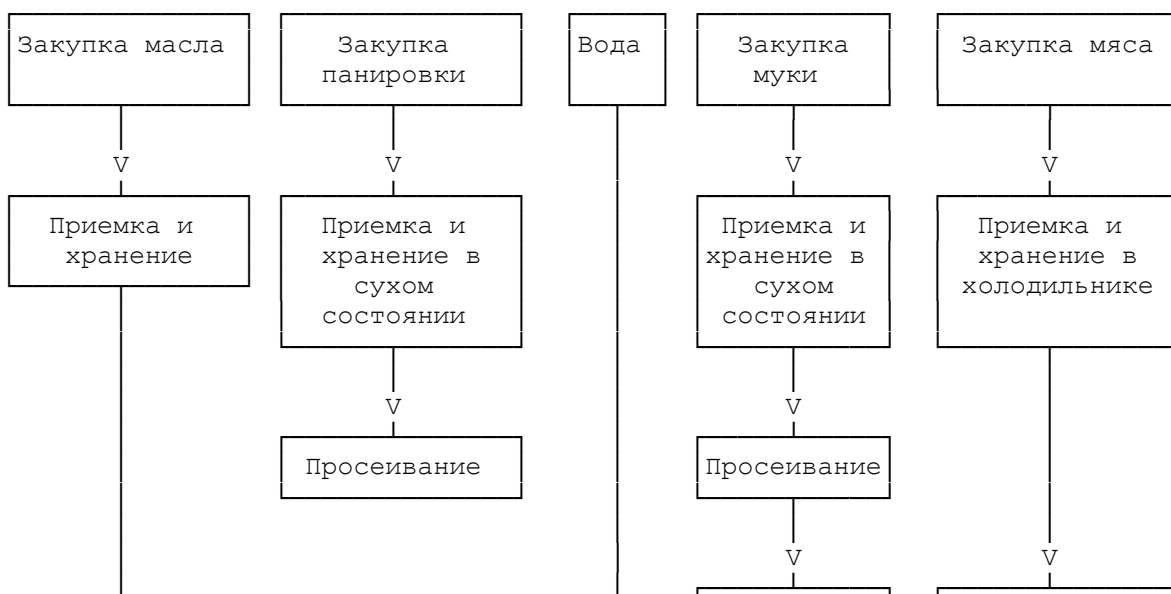 Закупка масла
Закупка
панировки
Вода
Закупка
муки
Закупка мяса
V
V
V
V
Приемка и
хранение
Приемка и
хранение в
сухом
состоянии
Приемка и
хранение в
сухом
состоянии
Приемка и
хранение в
холодильнике
V
V
Просеивание
Просеивание
V
V